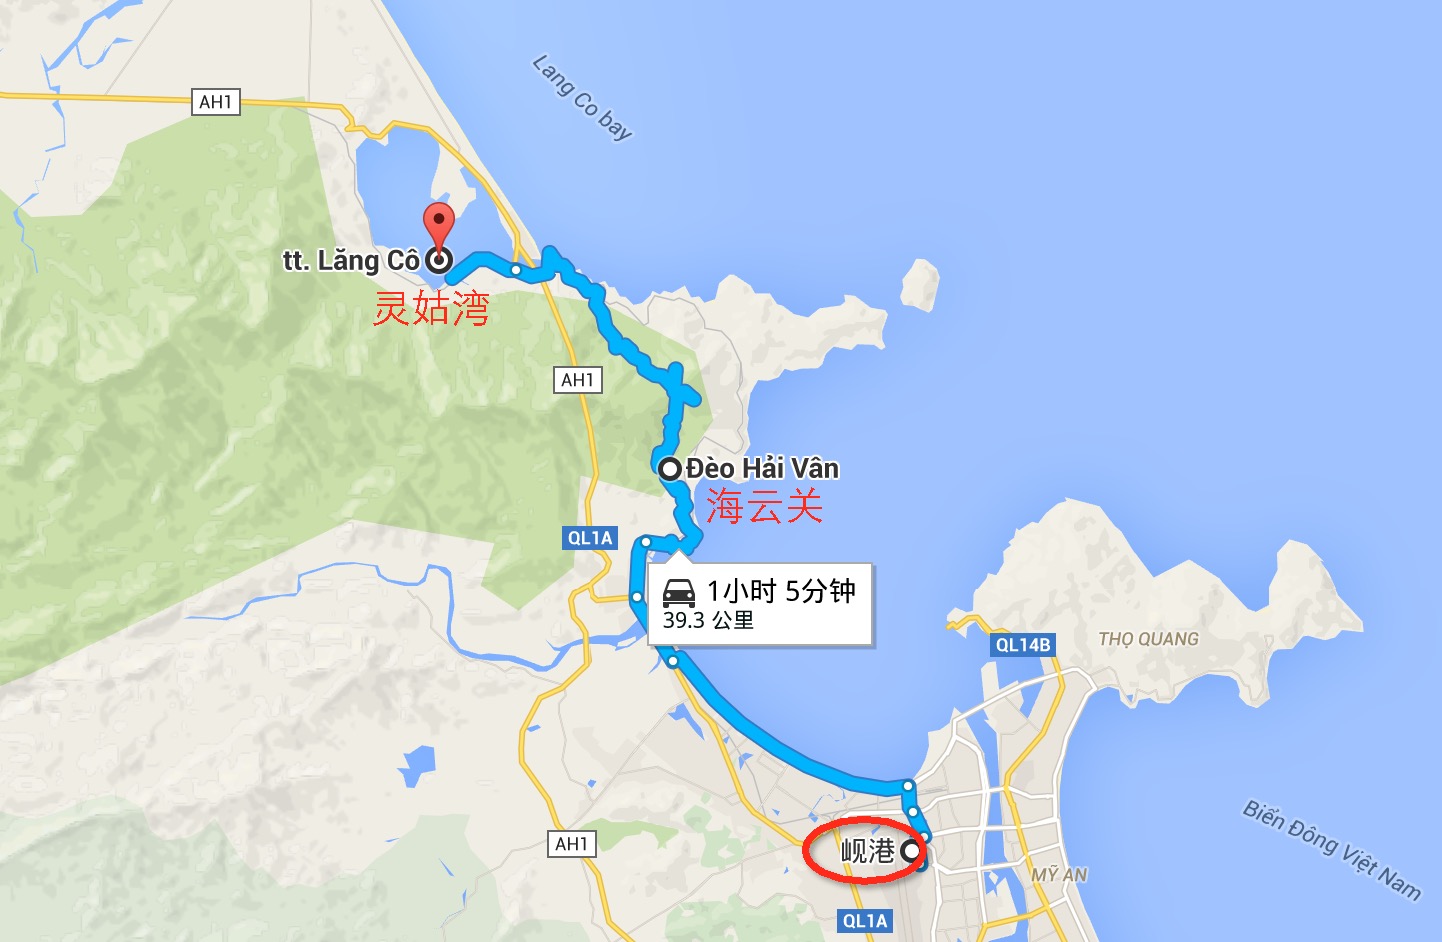 Lang Co bay
AH1
tt. Lăng Cô
灵姑湾
AH1
Đèo Hải Vân
海云关
QL1A
1小时 5分钟
39.3 公里
THỌ QUANG
QL14B
Biển Đông Việt Nam
AH1
岘港
MỸ AN
QL1A